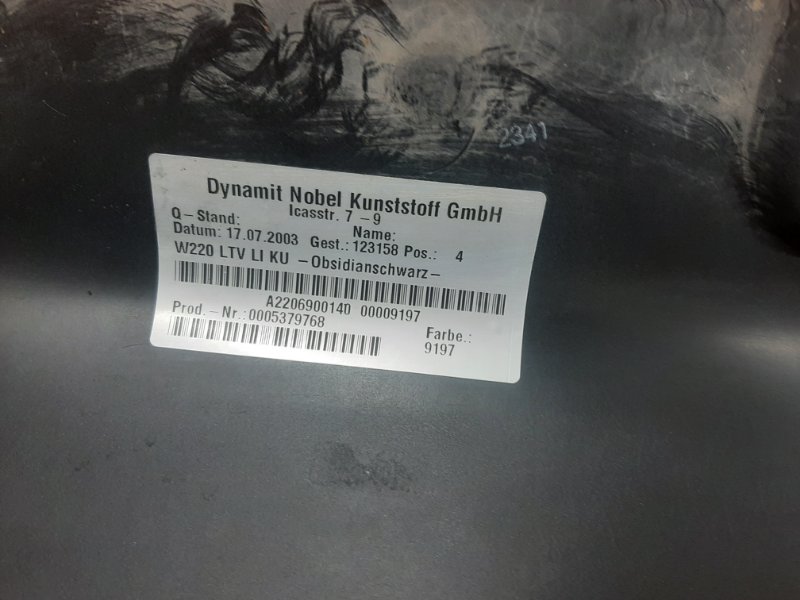 2341
Dynamit Nobel Kunststoff GmbH
Icasstr. 7 -9
Q-Stand: Name:
Datum: 17.07.2003 Gest.: 123158 Pos.: 4
W220 LTV LI KU -Obsidianschwarz-
A2206900140 00009197
Prod.-Nr.:0005379768 Farbe.:
9197